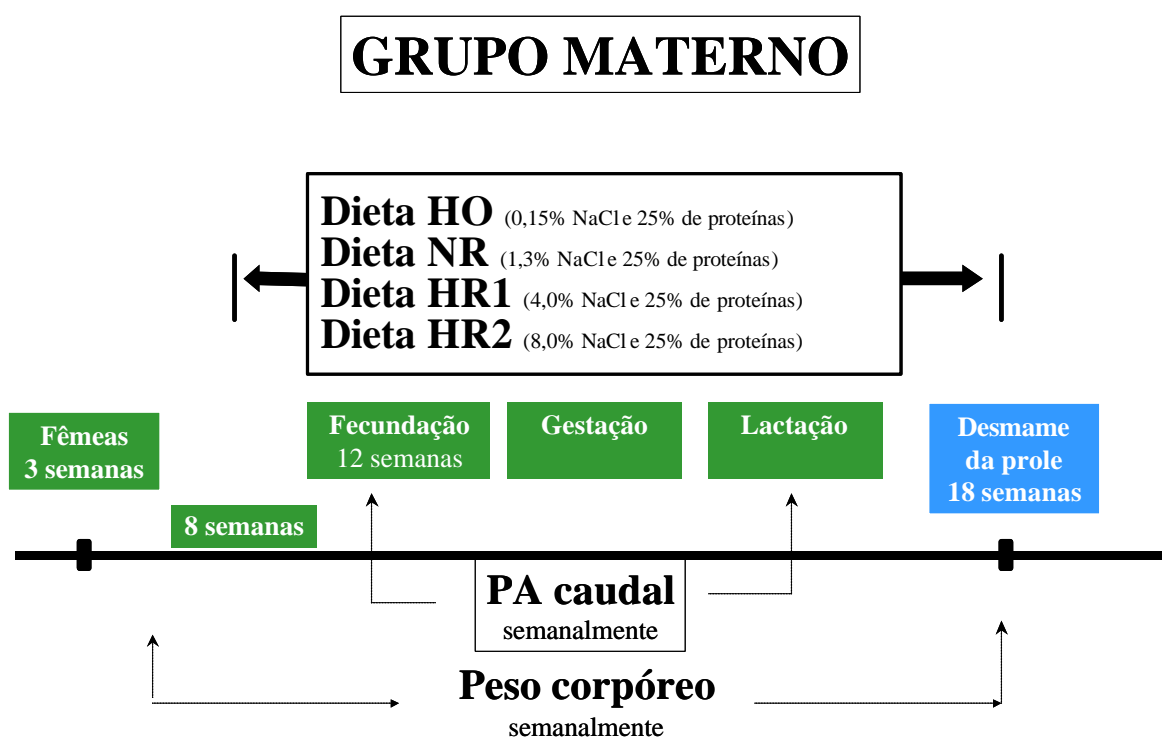 GRUPO MATERNO
Dieta HO (0,15% NaCl e 25% de proteínas)
Dieta NR (1,3% NaCl e 25% de proteínas)
Dieta HR1 (4,0% NaCl e 25% de proteínas)
Dieta HR2 (8,0% NaCl e 25% de proteínas)
Fêmeas
3 semanas
8 semanas
Fecundação
12 semanas
Gestação
Lactação
Desmame
da prole
18 semanas
PA caudal
semanalmente
Peso corpóreo
semanalmente